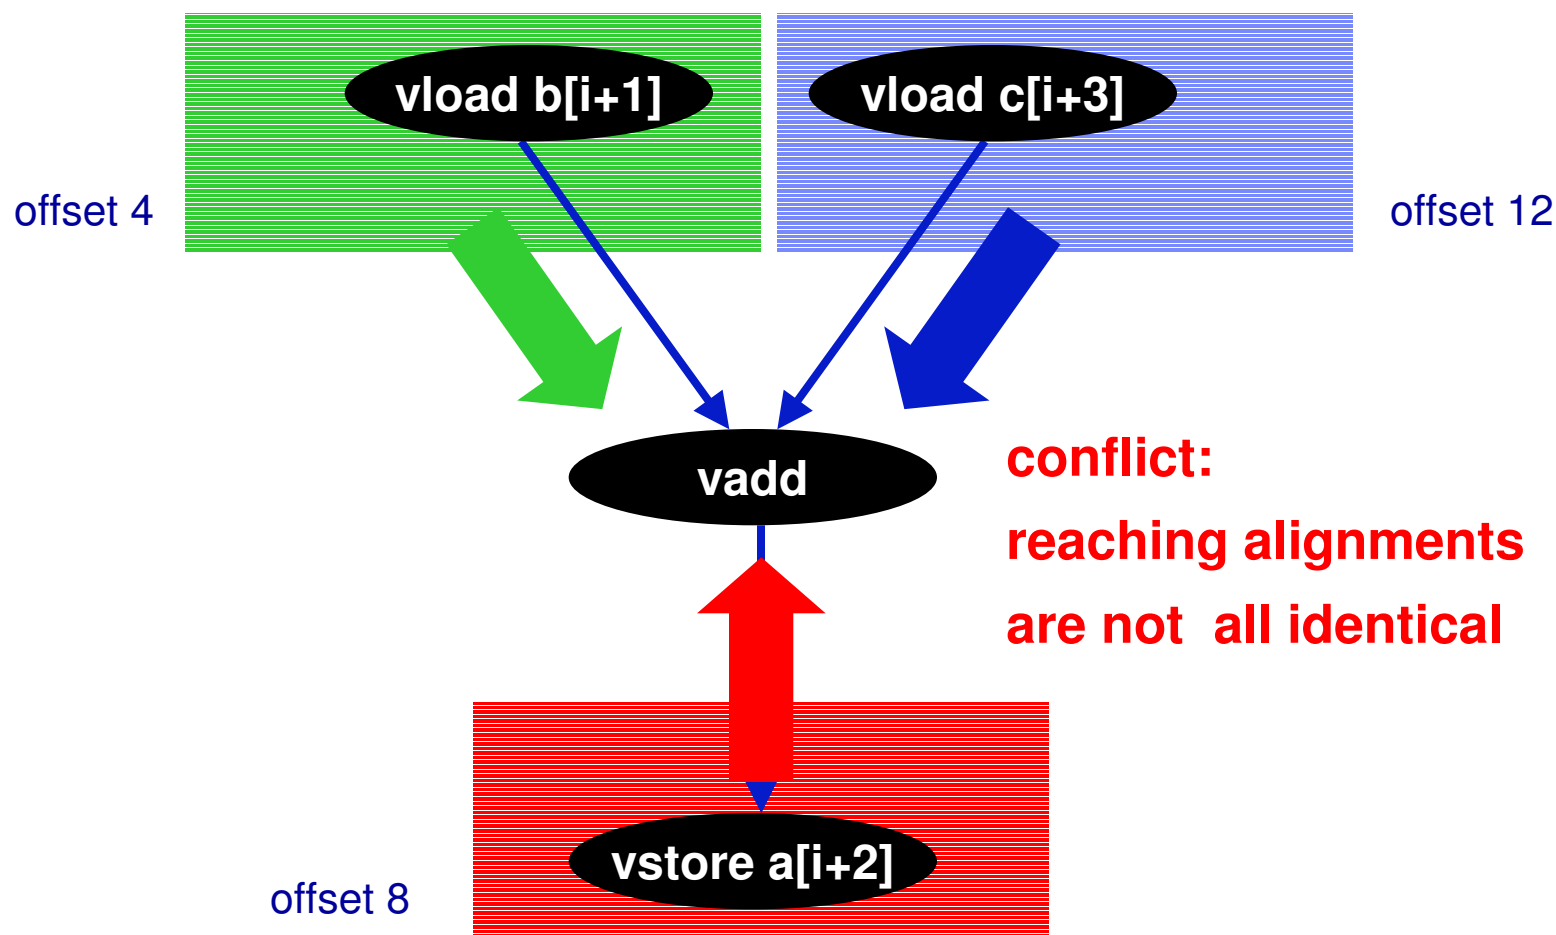 vload b[i+1]
vload c[i+3]
offset 4
offset 12
vadd
conflict:
reaching alignments
are not  all identical
vstore a[i+2]
offset 8